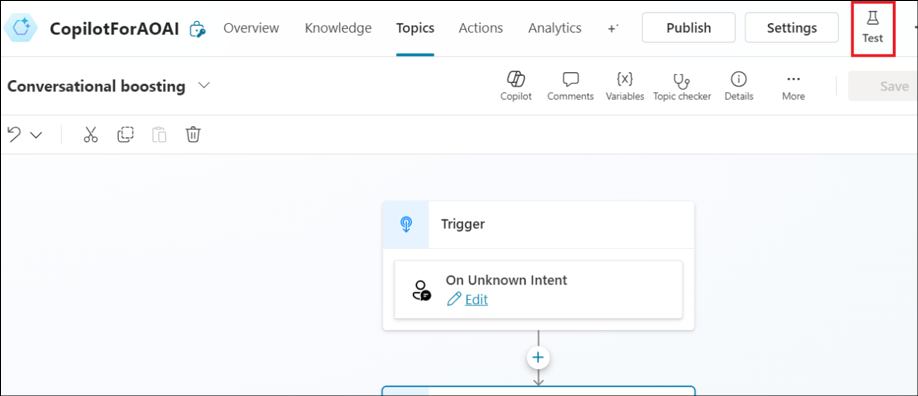 CopilotForAOAI Overview Knowledge Topics Actions Analytics Publish Settings Test
Conversational boosting Copilot Comments {x} Variables Topic checker Details More Save
Trigger
On Unknown Intent
Edit